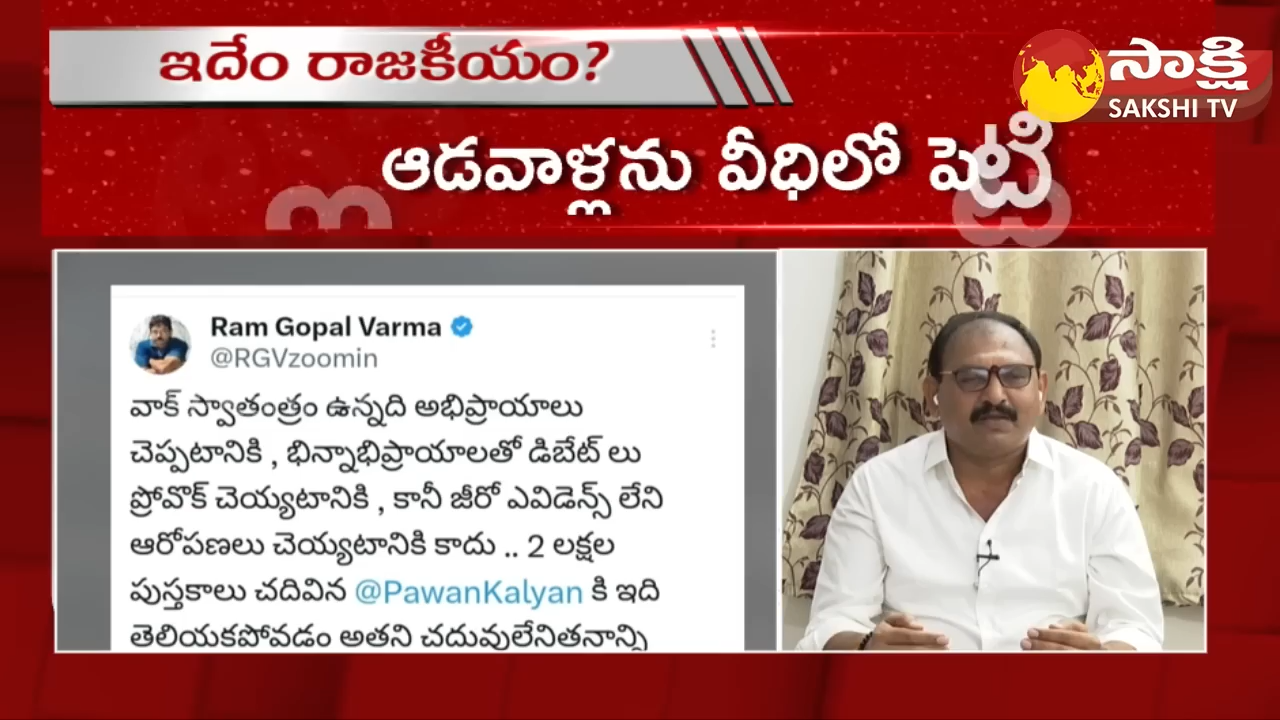 ఇదేం రాజకీయం?
సాక్షి
SAKSHI TV
ఆడవాళ్లను వీధిలో పెట్టి
Ram Gopal Varma
@RGVzoomin
వాక్ స్వాతంత్రం ఉన్నది అభిప్రాయాలు
చెప్పటానికి , భిన్నాభిప్రాయాలతో డిబేట్ లు
ప్రోవొక్ చెయ్యటానికి , కానీ జీరో ఎవిడెన్స్ లేని
ఆరోపణలు చెయ్యటానికి కాదు .. 2 లక్షల
పుస్తకాలు చదివిన @PawanKalyan కి ఇది
తెలియకపోవడం అతని చదువులేనితనాన్ని